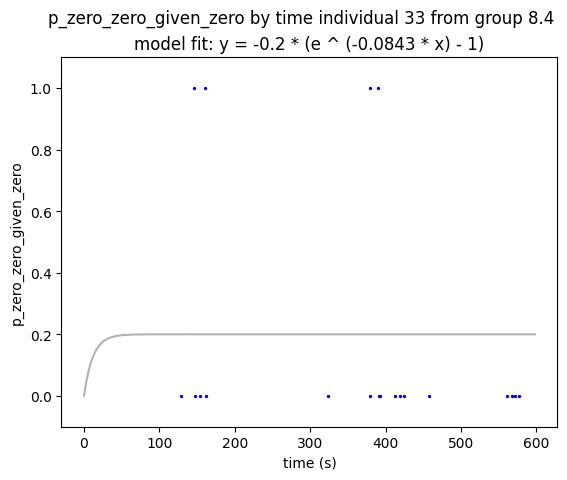 p_zero_zero_given_zero by time individual 33 from group 8.4
model fit: y = -0.2 * (e ^ (-0.0843 * x) - 1)
1.0
0.8
0.6
0.4
0.2
0.0
p_zero_zero_given_zero
0 100 200 300 400 500 600
time (s)